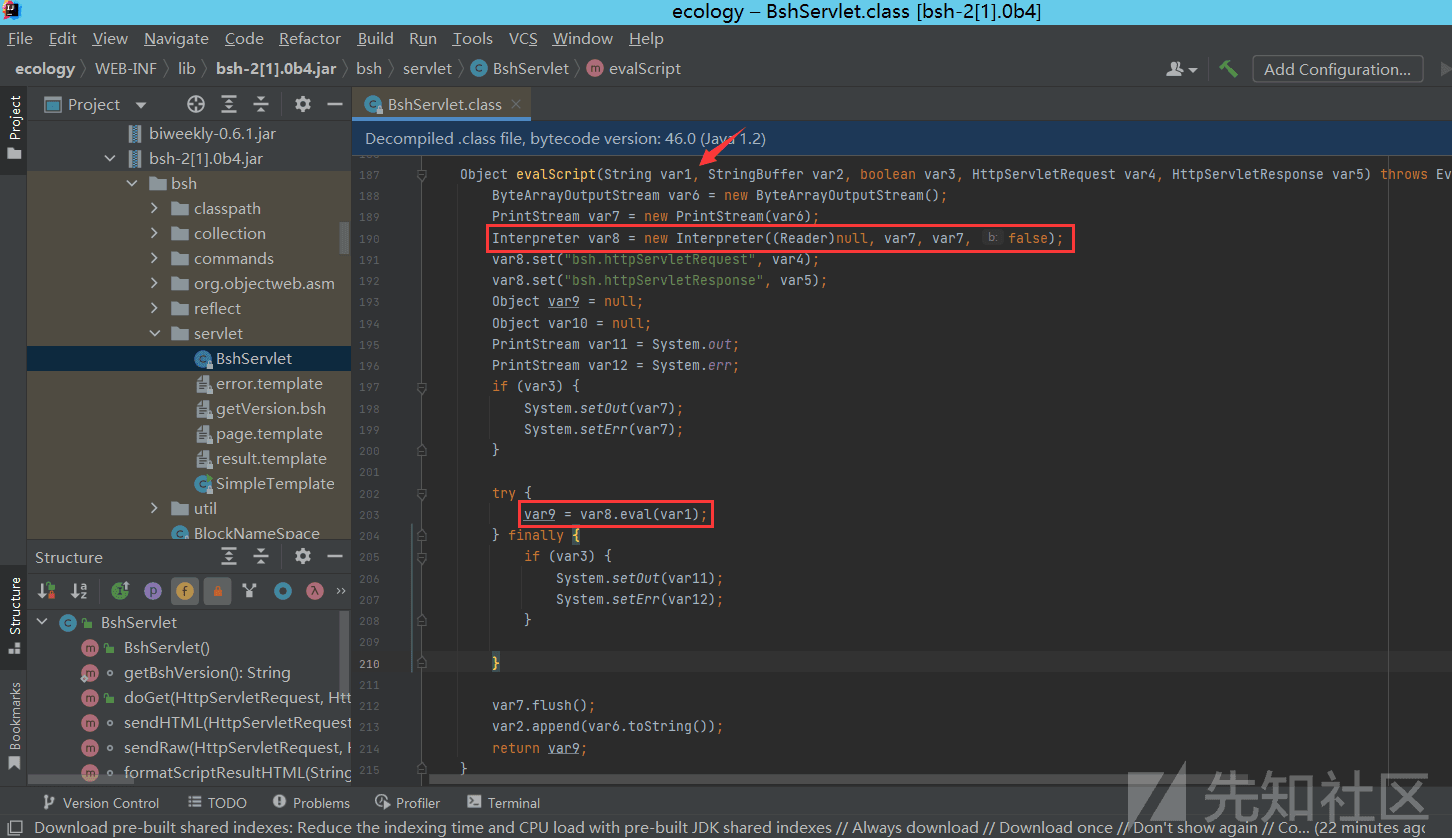 ecology – BshServlet.class [bsh-2[1].0b4]
File Edit View Navigate Code Refactor Build Run Tools VCS Window Help
ecology WEB-INF lib bsh-2[1].0b4.jar bsh servlet BshServlet evalScript
Add Configuration...
Project
BshServlet.class
Decompiled .class file, bytecode version: 46.0 (Java 1.2)
Project
biweekly-0.6.1.jar
bsh-2[1].0b4.jar
bsh
classpath
collection
commands
org.objectweb.asm
reflect
servlet
BshServlet
error.template
getVersion.bsh
page.template
result.template
SimpleTemplate
util
BlockNameSpace
187 Object evalScript(String var1, StringBuffer var2, boolean var3, HttpServletRequest var4, HttpServletResponse var5) throws Ev
188 ByteArrayOutputStream var6 = new ByteArrayOutputStream();
189 PrintStream var7 = new PrintStream(var6);
190 Interpreter var8 = new Interpreter((Reader)null, var7, var7, b: false);
191 var8.set("bsh.httpServletRequest", var4);
192 var8.set("bsh.httpServletResponse", var5);
193 Object var9 = null;
194 Object var10 = null;
195 PrintStream var11 = System.out;
196 PrintStream var12 = System.err;
197 if (var3) {
198 System.setOut(var7);
199 System.setErr(var7);
200 }
201
202 try {
203 var9 = var8.eval(var1);
204 } finally {
205 if (var3) {
206 System.setOut(var11);
207 System.setErr(var12);
208 }
209
210 }
211
212 var7.flush();
213 var2.append(var6.toString());
214 return var9;
215 }
Structure
Structure
BshServlet
BshServlet()
getBshVersion(): String
doGet(HttpServletRequest, Htt
sendHTML(HttpServletRequest
sendRaw(HttpServletRequest, H
formatScriptResultHTML(String
Bookmarks
Version Control TODO Problems Profiler Terminal
Download pre-built shared indexes: Reduce the indexing time and CPU load with pre-built JDK shared indexes // Always download // Download once // Don't show again // Co... (22 minutes ago
先知社区